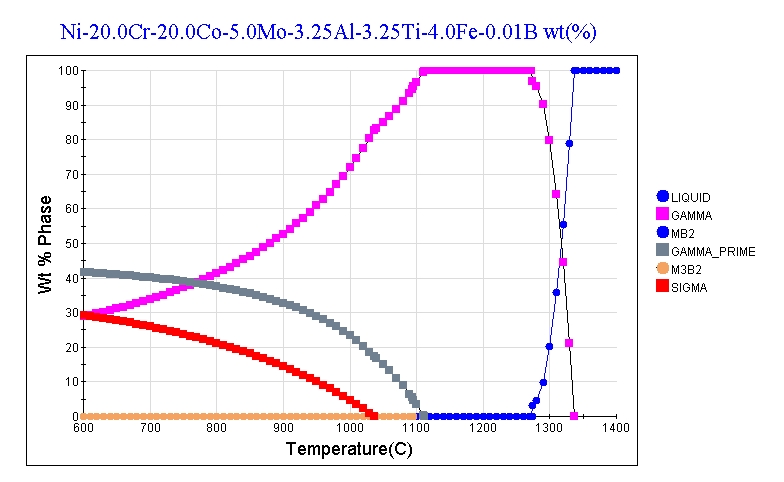 Ni-20.0Cr-20.0Co-5.0Mo-3.25Al-3.25Ti-4.0Fe-0.01B wt(%)
100
90
80
70
60
50
40
30
20
10
0
Wt % Phase
600 700 800 900 1000 1100 1200 1300 1400
Temperature(C)
LIQUID
GAMMA
MB2
GAMMA_PRIME
M3B2
SIGMA